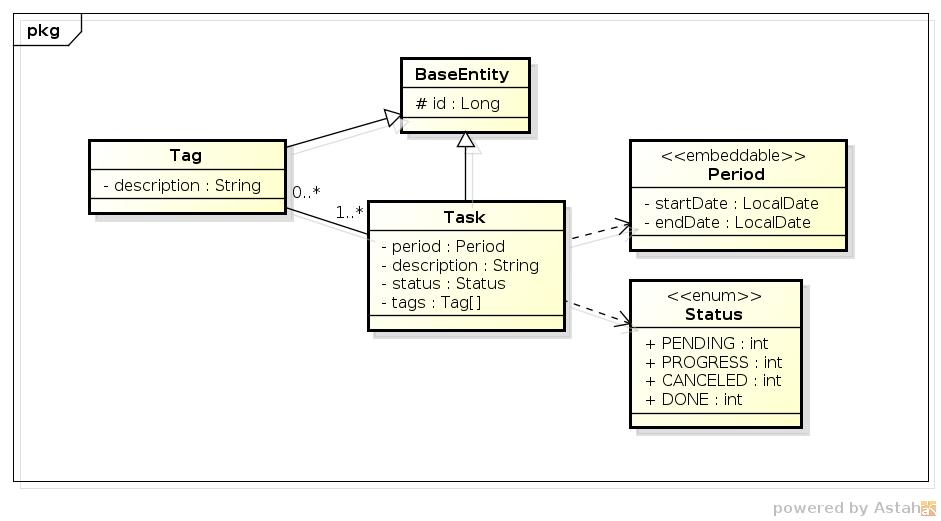 pkg
BaseEntity
# id : Long
Tag
- description : String
0..*
1..*
Task
- period : Period
- description : String
- status : Status
- tags : Tag[]
<<embeddable>>
Period
- startDate : LocalDate
- endDate : LocalDate
<<enum>>
Status
+ PENDING : int
+ PROGRESS : int
+ CANCELED : int
+ DONE : int
powered by Astah